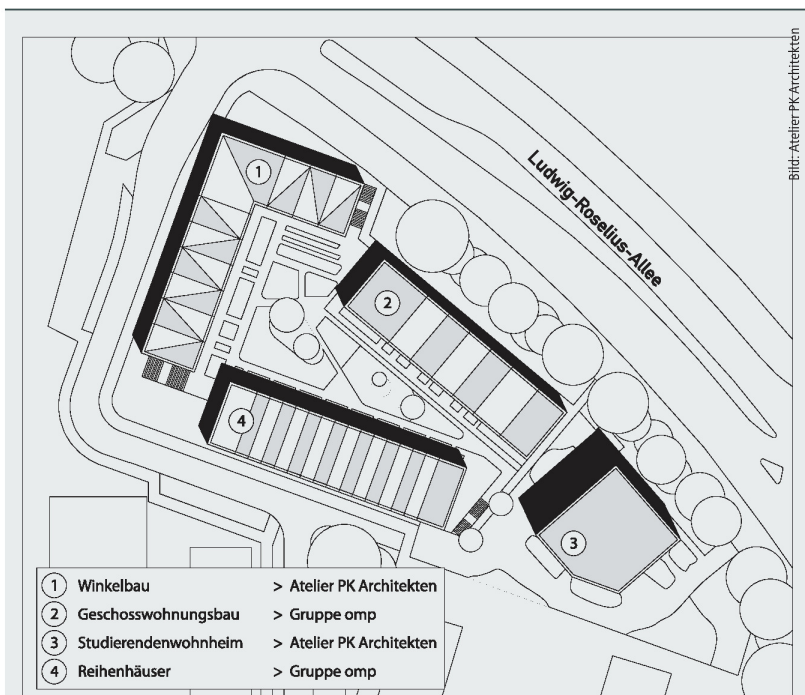 Bild: Atelier PK Architekten
Ludwig-Roselius-Allee
1
2
4
3
1 Winkelbau > Atelier PK Architekten
2 Geschosswohnungsbau > Gruppe omp
3 Studierendenwohnheim > Atelier PK Architekten
4 Reihenhäuser > Gruppe omp